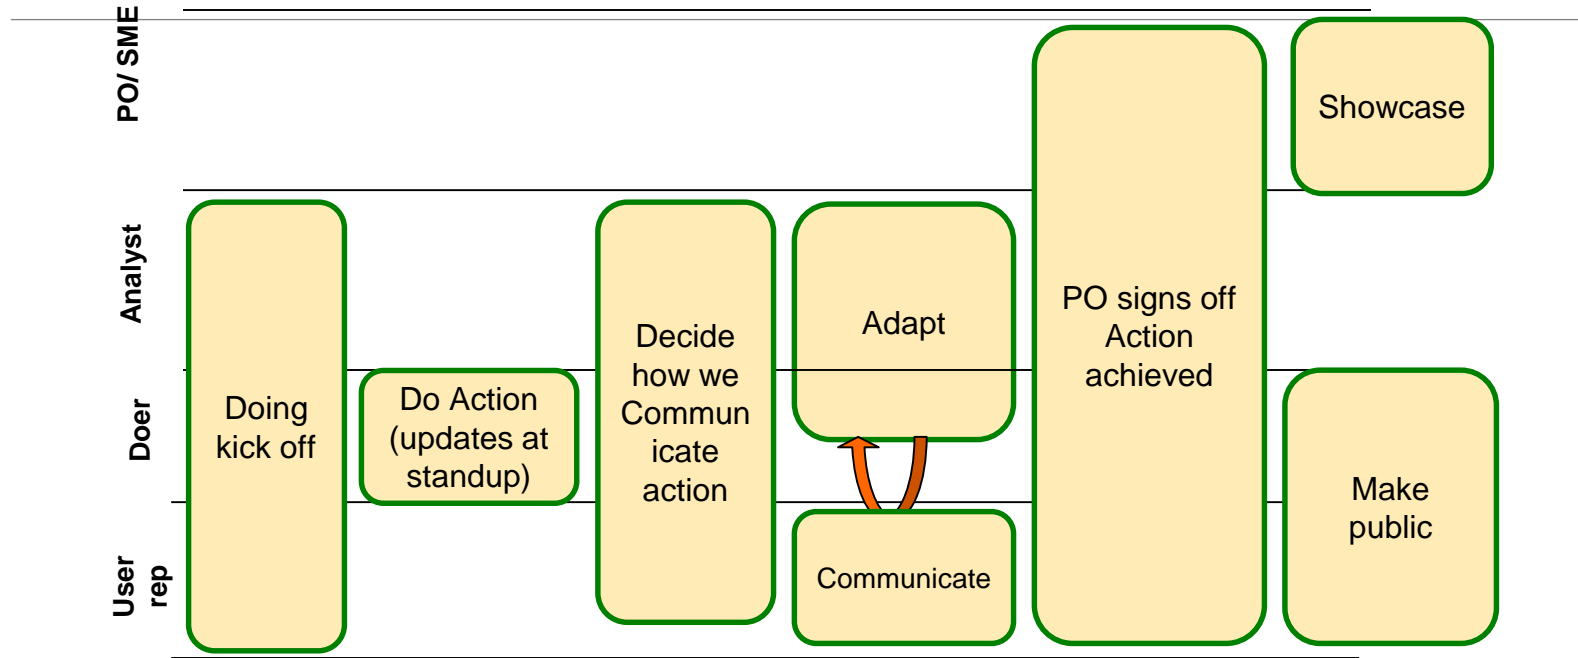 PO/ SME
Analyst
Doer
User
rep
Doing
kick off
Do Action
(updates at
standup)
Decide
how we
Commun
icate
action
Adapt
Communicate
PO signs off
Action
achieved
Showcase
Make
public